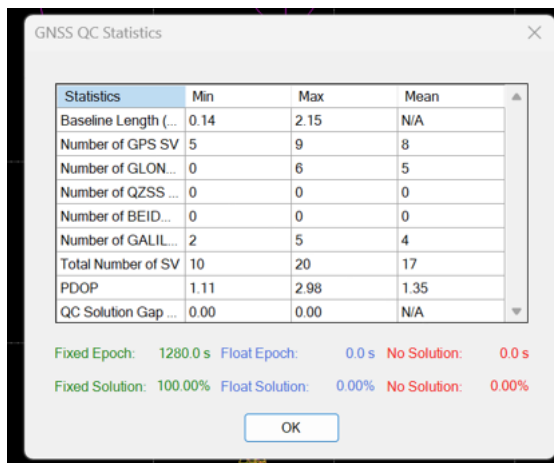 GNSS QC Statistics
Statistics Min Max Mean
Baseline Length (... 0.14 2.15 N/A
Number of GPS SV 5 9 8
Number of GLON... 0 6 5
Number of QZSS ... 0 0 0
Number of BEID... 0 0 0
Number of GALIL... 2 5 4
Total Number of SV 10 20 17
PDOP 1.11 2.98 1.35
QC Solution Gap ... 0.00 0.00 N/A
Fixed Epoch: 1280.0 s Float Epoch: 0.0 s No Solution: 0.0 s
Fixed Solution: 100.00% Float Solution: 0.00% No Solution: 0.00%
OK